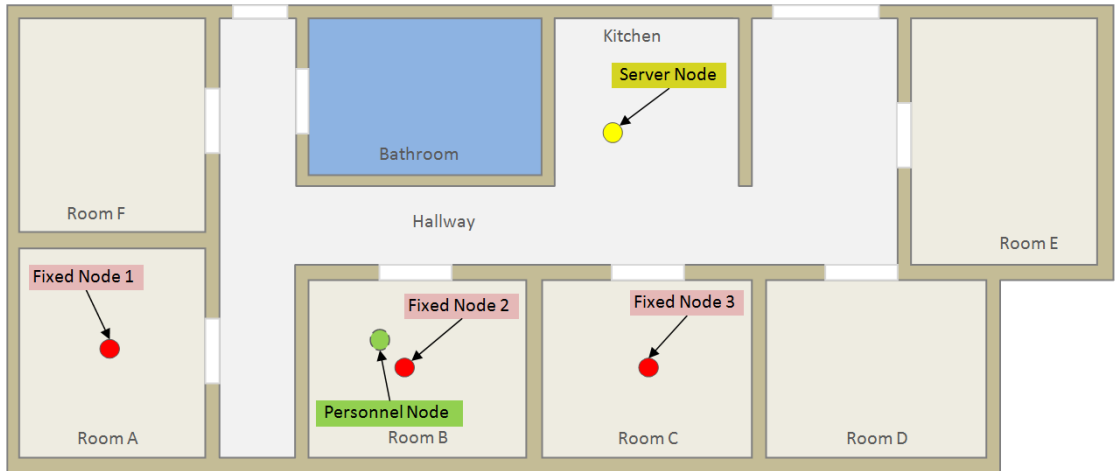 Kitchen
Server Node
Bathroom
Room F
Hallway
Room E
Fixed Node 1
Fixed Node 2
Fixed Node 3
Personnel Node
Room A
Room B
Room C
Room D